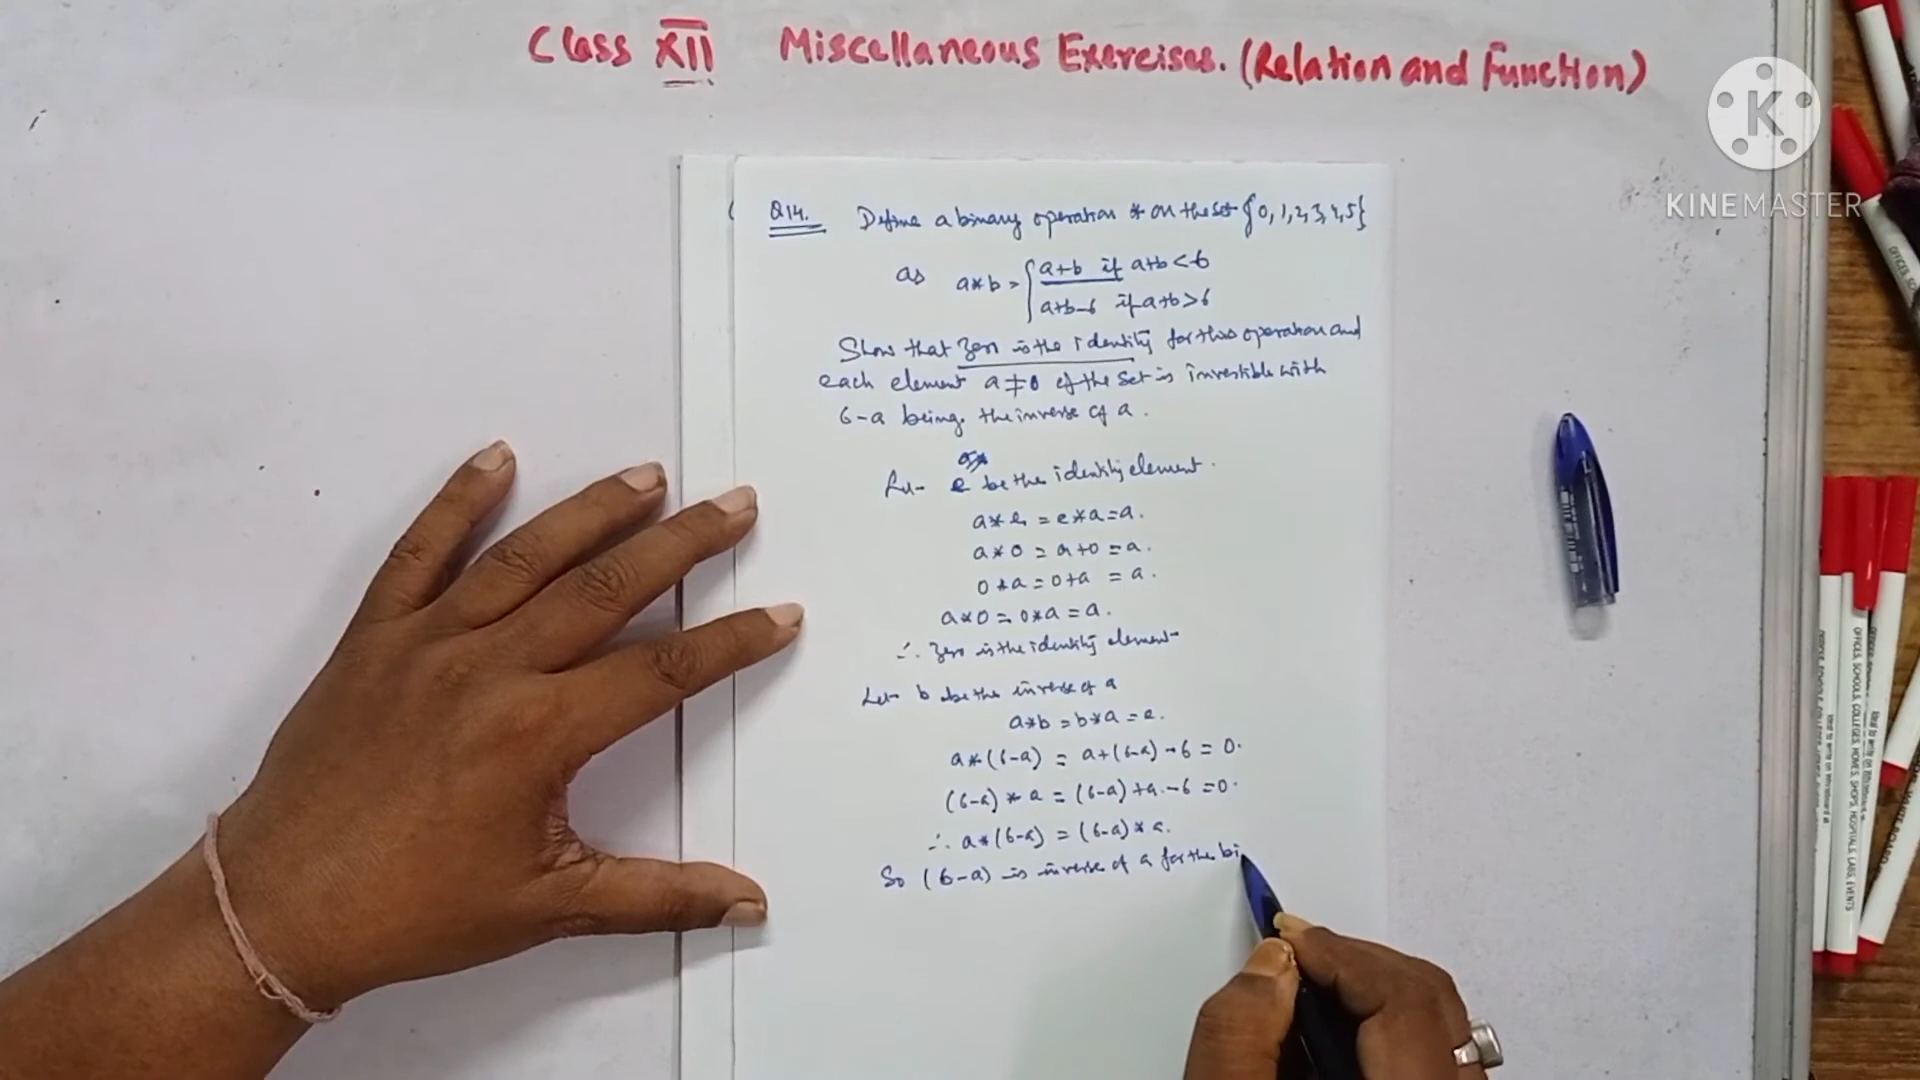 Class XII Miscellaneous Exercises. (Relation and Function)
K
KINEMASTER
Q14. Define a binary operation * on the set {0,1,2,3,4,5}
as a*b = { a+b if a+b<6
a+b-6 if a+b>6
Show that zero is the identity for this operation and
each element a≠0 of the set is invertible with
6-a being the inverse of a.
Let e be the identity element.
a*e = e*a=a.
a*0 = a+0 = a.
0*a = 0+a = a.
a*0 = 0*a = a.
∴ Zero is the identity element
Let b be the inverse of a
a*b = b*a = e.
a*(6-a) = a+(6-a)-6 = 0.
(6-a)*a = (6-a)+a-6 = 0.
∴ a*(6-a) = (6-a)*a.
So (6-a) is inverse of a for the bi